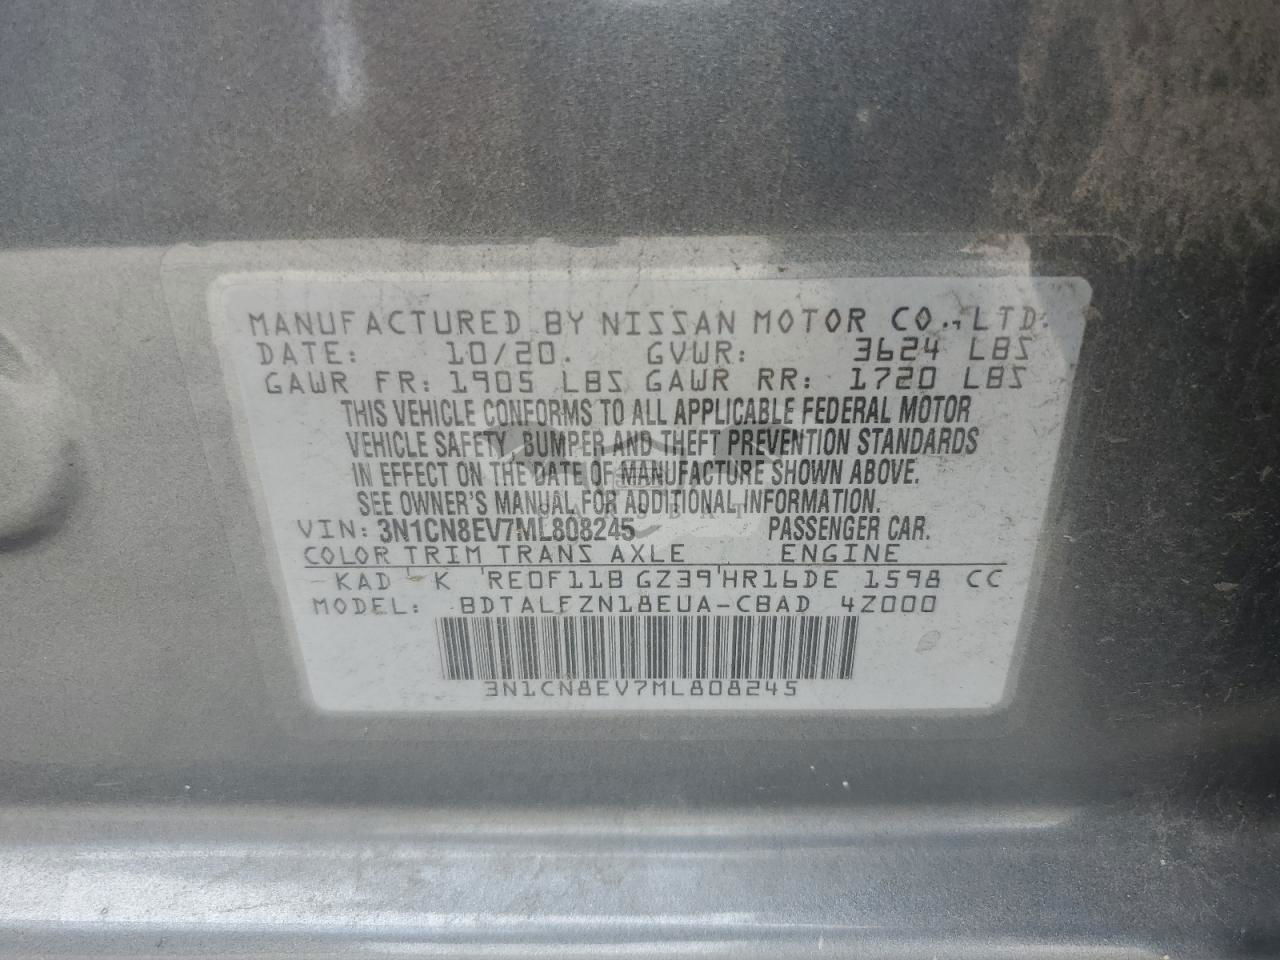 MANUFACTURED BY NISSAN MOTOR CO., LTD.
DATE: 10/20. GVWR: 3624 LBS
GAWR FR: 1905 LBS GAWR RR: 1720 LBS
THIS VEHICLE CONFORMS TO ALL APPLICABLE FEDERAL MOTOR
VEHICLE SAFETY, BUMPER AND THEFT PREVENTION STANDARDS
IN EFFECT ON THE DATE OF MANUFACTURE SHOWN ABOVE.
SEE OWNER'S MANUAL FOR ADDITIONAL INFORMATION.
VIN: 3N1CN8EV7ML808245 PASSENGER CAR.
COLOR TRIM TRANS AXLE ENGINE
KAD K RE0F11B GZ39 HR16DE 1598 CC
MODEL: BDTALFZN18EUA-CBAD 4Z000
3N1CN8EV7ML808245